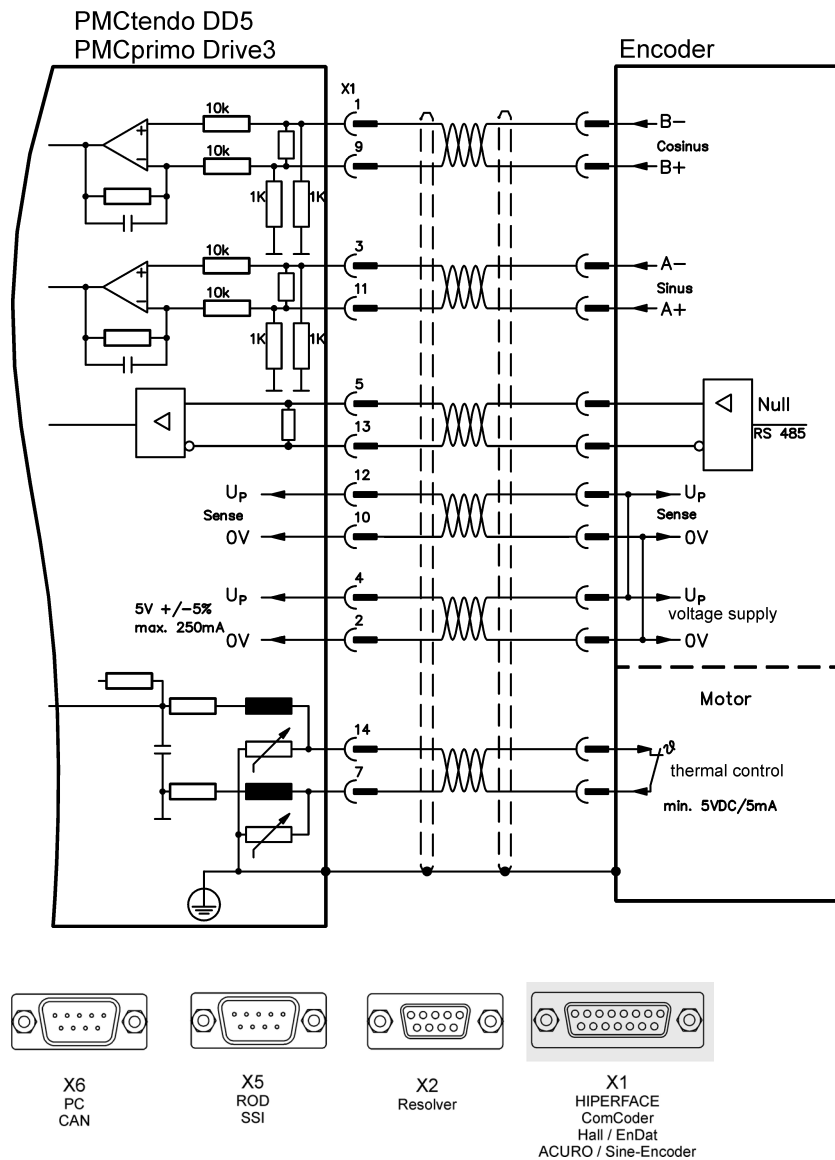 PMCtendo DD5
PMCprimo Drive3
Encoder
X1
1
10k
B−
9
10k
Cosinus
B+
1K
1K
3
10k
A−
11
10k
Sinus
A+
1K
1K
5
Null
13
RS 485
12
UP
UP
Sense
Sense
10
0V
0V
4
UP
UP
5V +/−5%
max. 250mA
voltage supply
2
0V
0V
Motor
14
ϑ
7
thermal control
min. 5VDC/5mA
X6
PC
CAN
X5
ROD
SSI
X2
Resolver
X1
HIPERFACE
ComCoder
Hall / EnDat
ACURO / Sine-Encoder